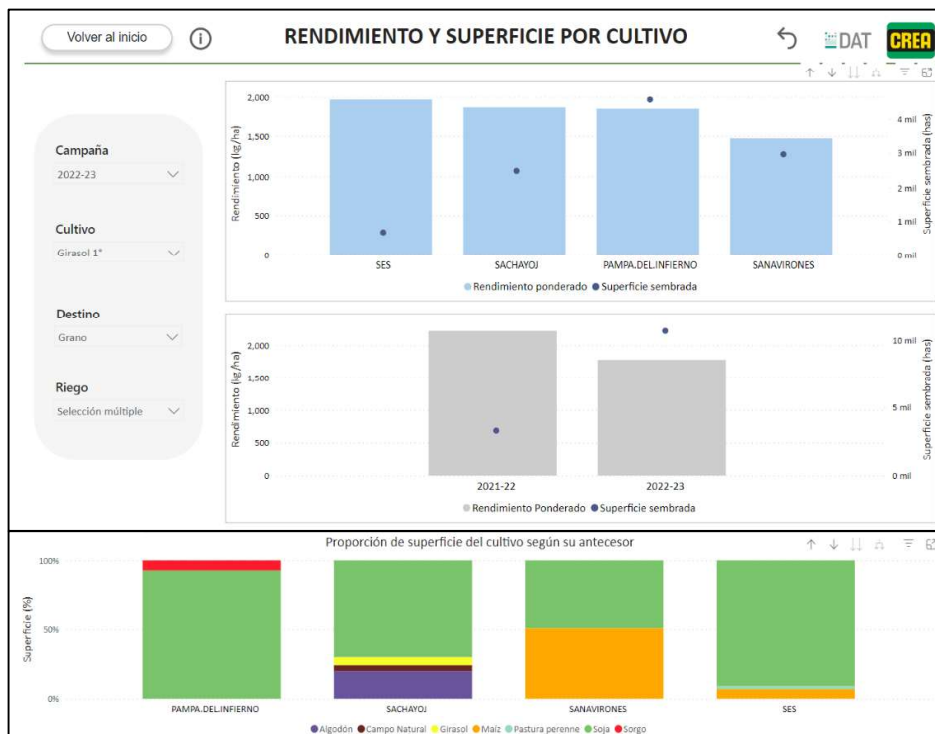 Volver al inicio
RENDIMIENTO Y SUPERFICIE POR CULTIVO
DAT
CREA
Campaña
2022-23
Cultivo
Girasol 1°
Destino
Grano
Riego
Selección múltiple
Rendimiento (kg/ha)
2,000
1,500
1,000
500
0
Superficie sembrada (has)
4 mil
3 mil
2 mil
1 mil
0 mil
SES SACHAYOJ PAMPA.DEL.INFIERNO SANAVIRONES
Rendimiento ponderado Superficie sembrada
Rendimiento (kg/ha)
2,000
1,500
1,000
500
0
Superficie sembrada (has)
10 mil
5 mil
0 mil
2021-22 2022-23
Rendimiento Ponderado Superficie sembrada
Proporción de superficie del cultivo según su antecesor
Superficie (%)
100%
50%
0%
PAMPA.DEL.INFIERNO SACHAYOJ SANAVIRONES SES
Algodón Campo Natural Girasol Maíz Pastura perenne Soja Sorgo